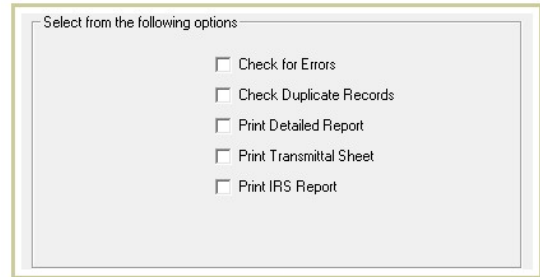 Select from the following options
Check for Errors
Check Duplicate Records
Print Detailed Report
Print Transmittal Sheet
Print IRS Report